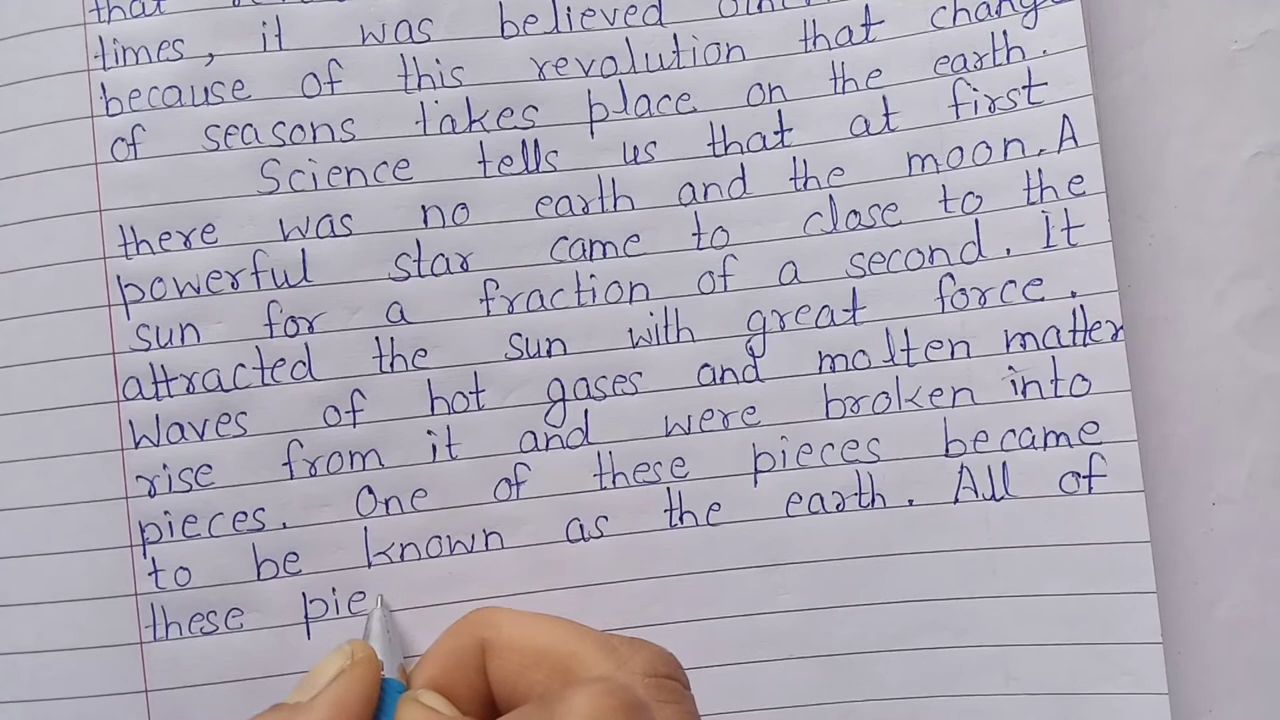 that
times, it was believed
because of this revolution that chang
of seasons takes place on the earth.
Science tells us that at first
there was no earth and the moon. A
powerful star came to close to the
sun for a fraction of a second. It
attracted the sun with great force.
Waves of hot gases and molten matter
rise from it and were broken into
pieces. One of these pieces became
to be known as the earth. All of
these pie